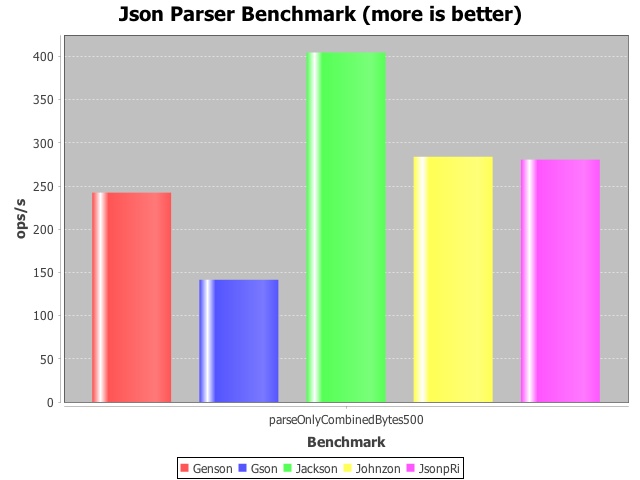 Json Parser Benchmark (more is better)
400
350
300
250
200
150
100
50
0
ops/s
parseOnlyCombinedBytes500
Benchmark
Genson Gson Jackson Johnzon JsonpRi